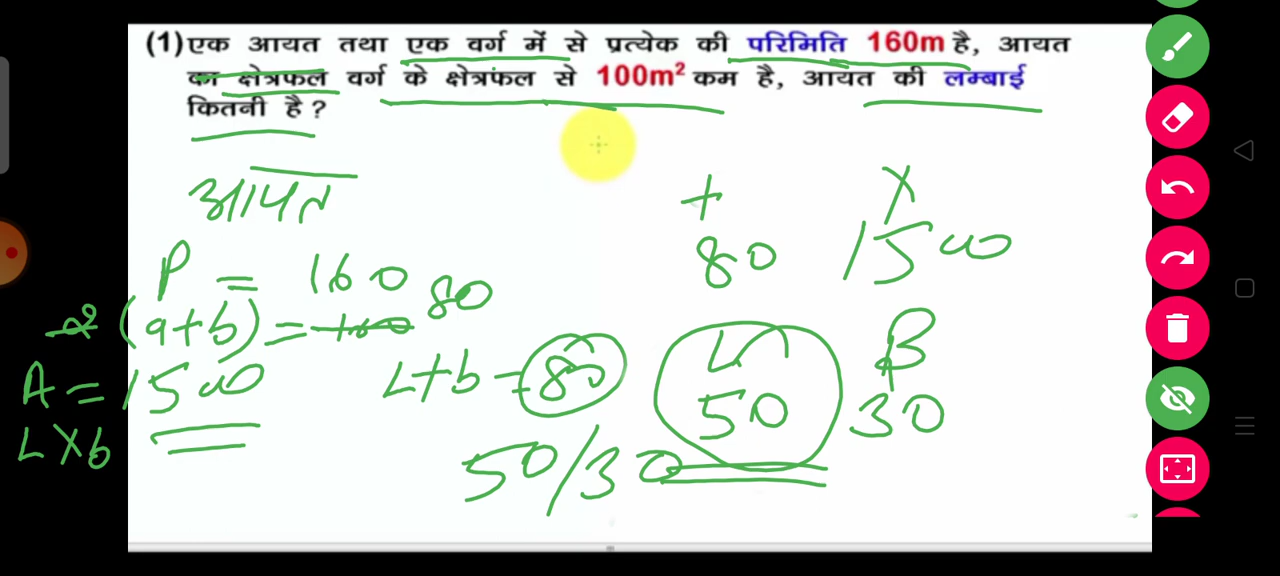 (1)एक आयत तथा एक वर्ग में से प्रत्येक की परिमिति 160m है, आयत
का क्षेत्रफल वर्ग के क्षेत्रफल से 100m² कम है, आयत की लम्बाई
कितनी है ?
आयत
+ X
80 1500
P = 160
2 (a+b) = 160 80
A = 1500
L+b = 80
L B
50 30
L X b
50/30